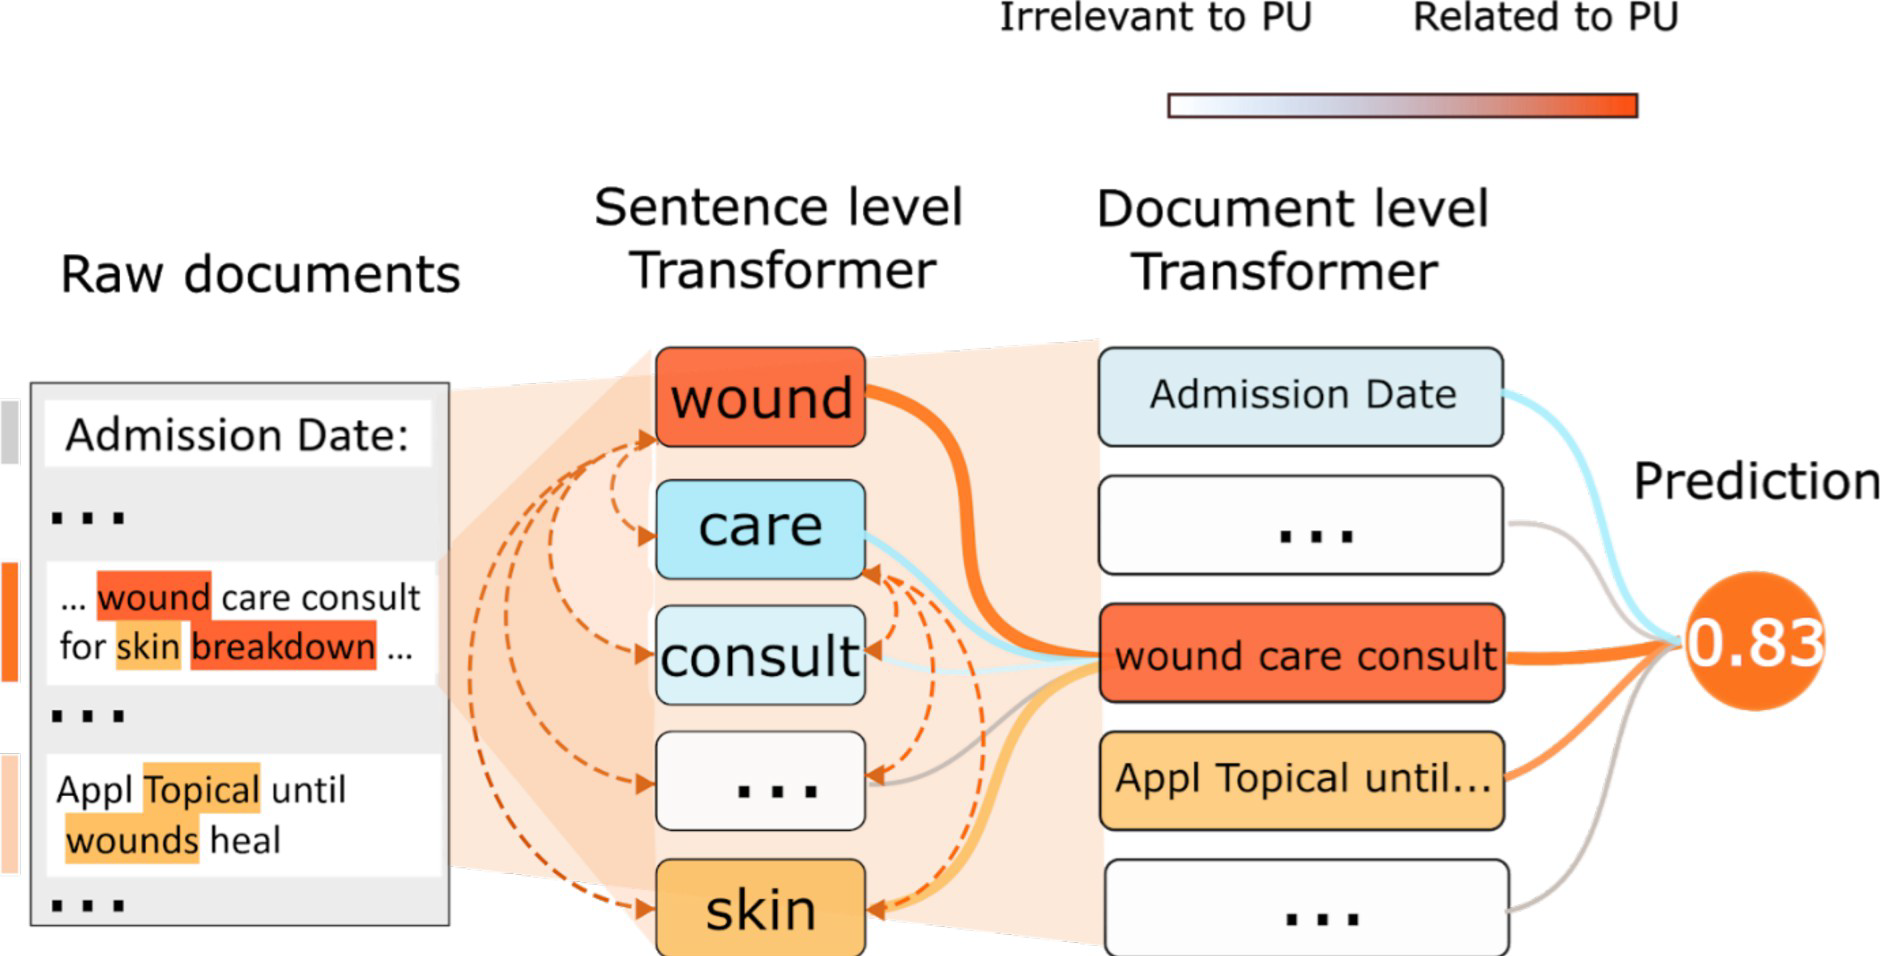 Irrelevant to PU
Related to PU
Raw documents
Sentence level
Transformer
Document level
Transformer
Prediction
Admission Date:
...
... wound care consult
for skin breakdown ...
...
Appl Topical until
wounds heal
...
wound
care
consult
...
skin
Admission Date
...
wound care consult
Appl Topical until...
...
0.83